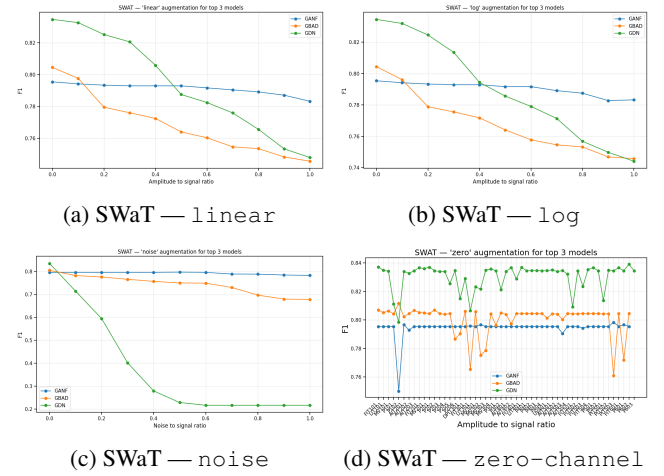 SWAT — 'linear' augmentation for top 3 models
GANF
GBAD
GDN
F1
0.82
0.80
0.78
0.76
0.0
0.2
0.4
0.6
0.8
1.0
Amplitude to signal ratio
(a) SWaT — linear
SWAT — 'log' augmentation for top 3 models
GANF
GBAD
GDN
F1
0.82
0.80
0.78
0.76
0.74
0.0
0.2
0.4
0.6
0.8
1.0
Amplitude to signal ratio
(b) SWaT — log
SWAT — 'noise' augmentation for top 3 models
F1
0.8
0.7
0.6
0.5
0.4
0.3
0.2
GANF
GBAD
GDN
0.0
0.2
0.4
0.6
0.8
1.0
Noise to signal ratio
(c) SWaT — noise
SWAT — 'zero' augmentation for top 3 models
F1
0.84
0.82
0.80
0.78
0.76
GANF
GBAD
GDN
Amplitude to signal ratio
(d) SWaT — zero-channel